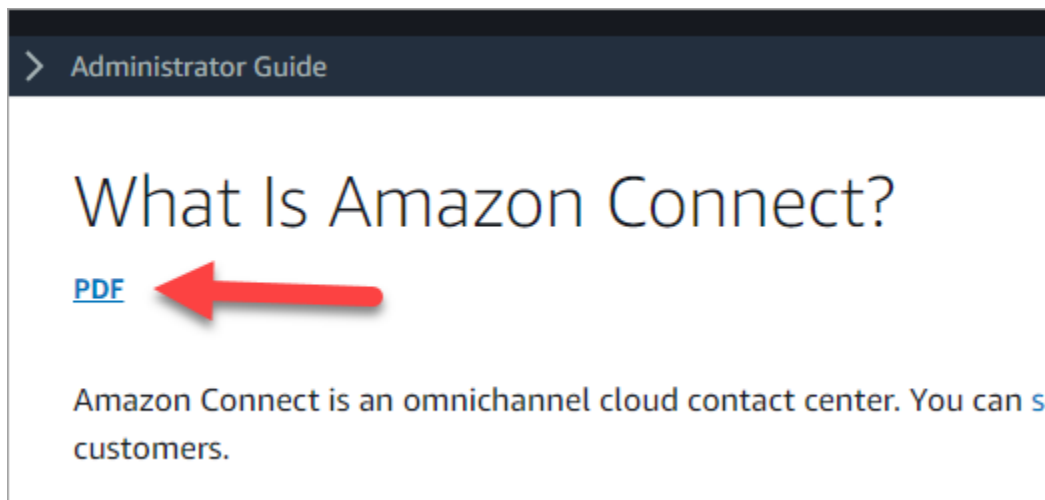 Administrator Guide
What Is Amazon Connect?
PDF
Amazon Connect is an omnichannel cloud contact center. You can s
customers.